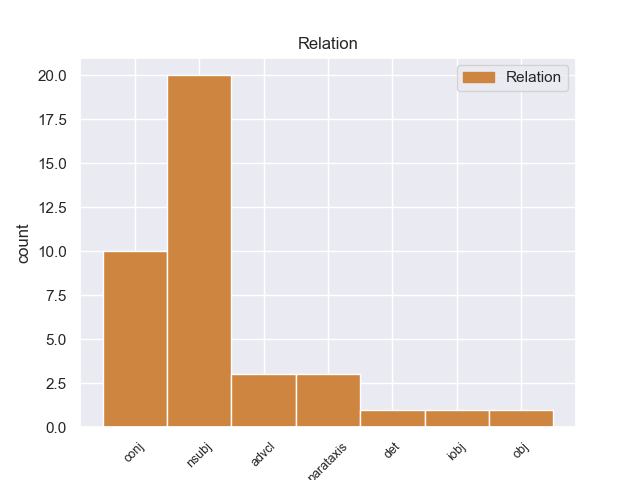 Relation
Relation
20.0
17.5
15.0
12.5
10.0
7.5
5.0
2.5
0.0
count
conj
nsubj
advcl
parataxis
det
iobj
obj